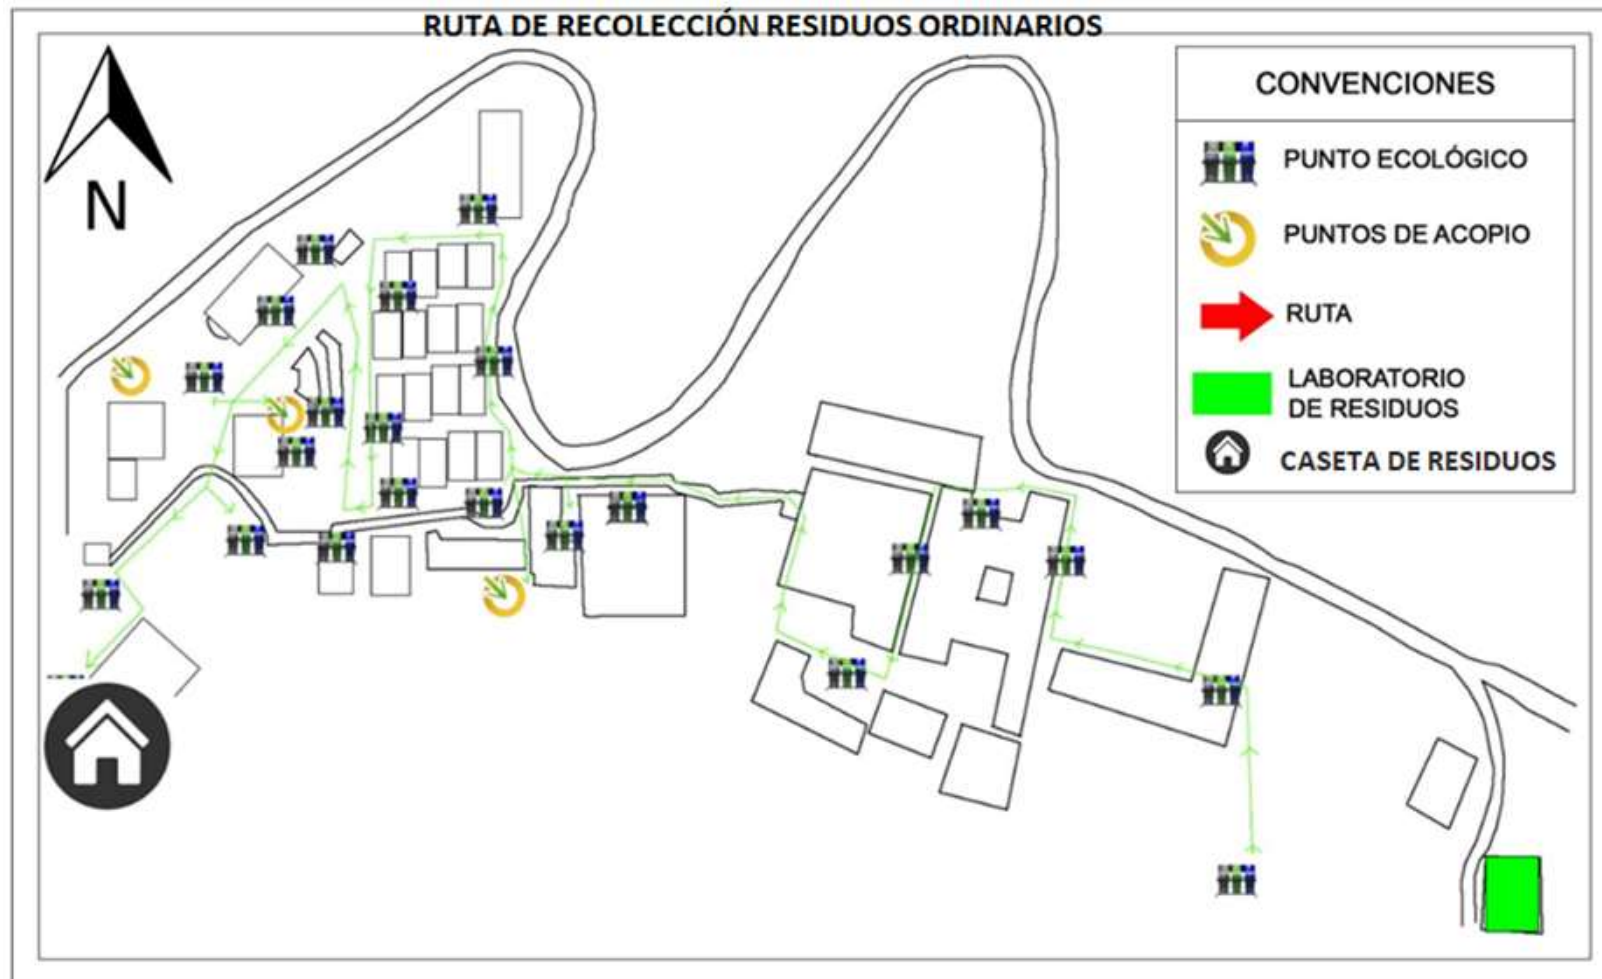 RUTA DE RECOLECCIÓN RESIDUOS ORDINARIOS
N
CONVENCIONES
PUNTO ECOLÓGICO
PUNTOS DE ACOPIO
RUTA
LABORATORIO
DE RESIDUOS
CASETA DE RESIDUOS